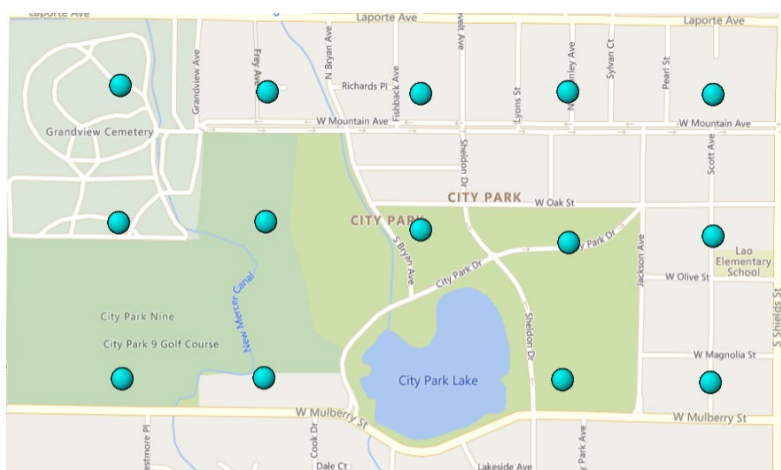 Laporte Ave
Laporte Ave
Laporte Ave
Grandview Ave
Frey Ave
N Bryan Ave
Richards Pl
Fishback Ave
Lyons St
Sylvan Ct
Pearl St
W Mountain Ave
W Mountain Ave
Grandview Cemetery
Sheldon Dr
Scott Ave
CITY PARK
W Oak St
CITY PARK
S Bryan Ave
City Park Dr
Jackson Ave
Lao
Elementary
School
W Olive St
New Mercer Canal
S Shields St
City Park Nine
City Park 9 Golf Course
Sheldon Dr
W Magnolia St
City Park Lake
W Mulberry St
W Mulberry St
Cook Dr
Dale Ct
Lakeside Ave
Park Ave